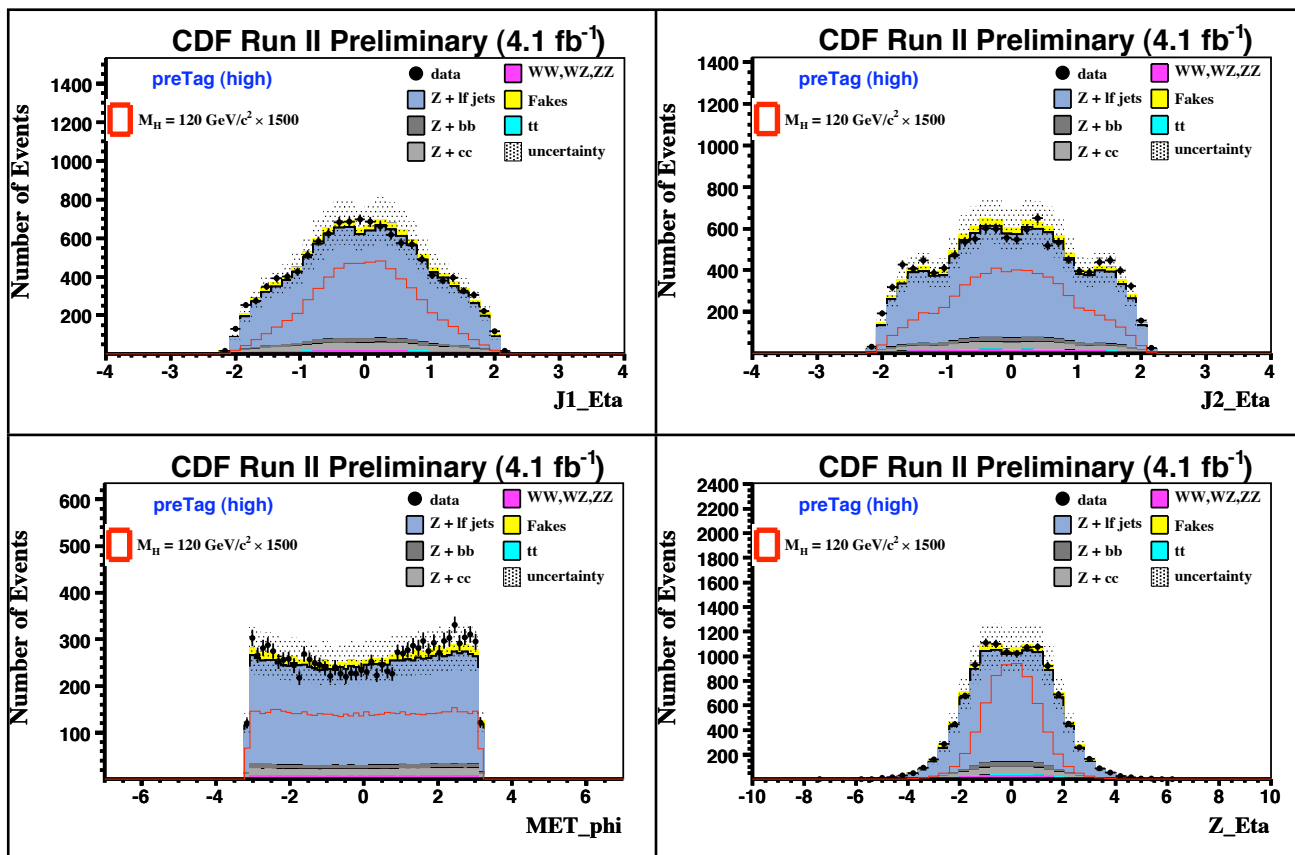 CDF Run II Preliminary (4.1 fb⁻¹)
preTag (high)
M_H = 120 GeV/c² × 1500
data
Z + lf jets
Z + bb
Z + cc
WW,WZ,ZZ
Fakes
tt
uncertainty
Number of Events
1400
1200
1000
800
600
400
200
-4 -3 -2 -1 0 1 2 3 4
J1_Eta
CDF Run II Preliminary (4.1 fb⁻¹)
preTag (high)
M_H = 120 GeV/c² × 1500
data
Z + lf jets
Z + bb
Z + cc
WW,WZ,ZZ
Fakes
tt
uncertainty
Number of Events
1400
1200
1000
800
600
400
200
-4 -3 -2 -1 0 1 2 3 4
J2_Eta
CDF Run II Preliminary (4.1 fb⁻¹)
preTag (high)
M_H = 120 GeV/c² × 1500
data
Z + lf jets
Z + bb
Z + cc
WW,WZ,ZZ
Fakes
tt
uncertainty
Number of Events
600
500
400
300
200
100
-6 -4 -2 0 2 4 6
MET_phi
CDF Run II Preliminary (4.1 fb⁻¹)
preTag (high)
M_H = 120 GeV/c² × 1500
data
Z + lf jets
Z + bb
Z + cc
WW,WZ,ZZ
Fakes
tt
uncertainty
Number of Events
2400
2200
2000
1800
1600
1400
1200
1000
800
600
400
200
-10 -8 -6 -4 -2 0 2 4 6 8 10
Z_Eta